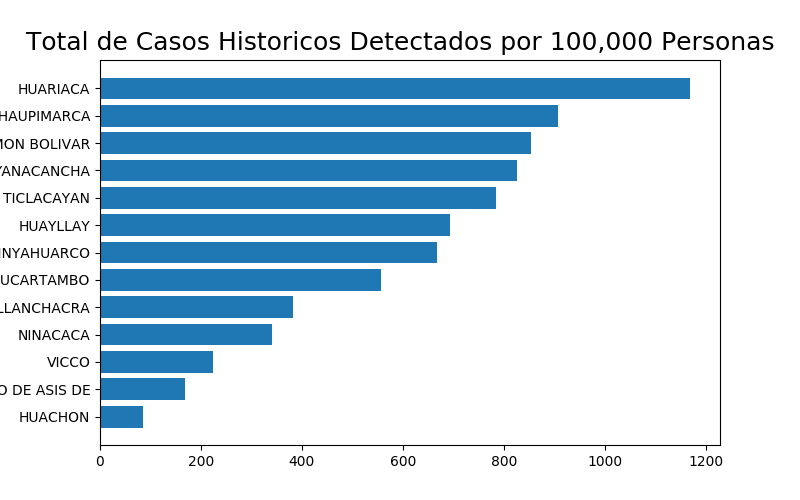 Total de Casos Historicos Detectados por 100,000 Personas
HUARIACA
HAUPIMARCA
MON BOLIVAR
YANACANCHA
TICLACAYAN
HUAYLLAY
INYAHUARCO
UCARTAMBO
LLANCHACRA
NINACACA
VICCO
O DE ASIS DE
HUACHON
0 200 400 600 800 1000 1200